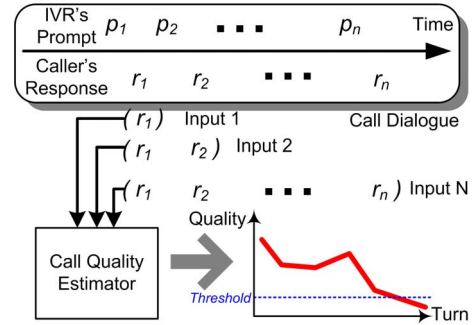 IVR's Prompt p1 p2 ... pn Time
Caller's Response r1 r2 ... rn
Call Dialogue
(r1) Input 1
(r1 r2) Input 2
(r1 r2 ... rn) Input N
Call Quality Estimator
Quality
Threshold
Turn